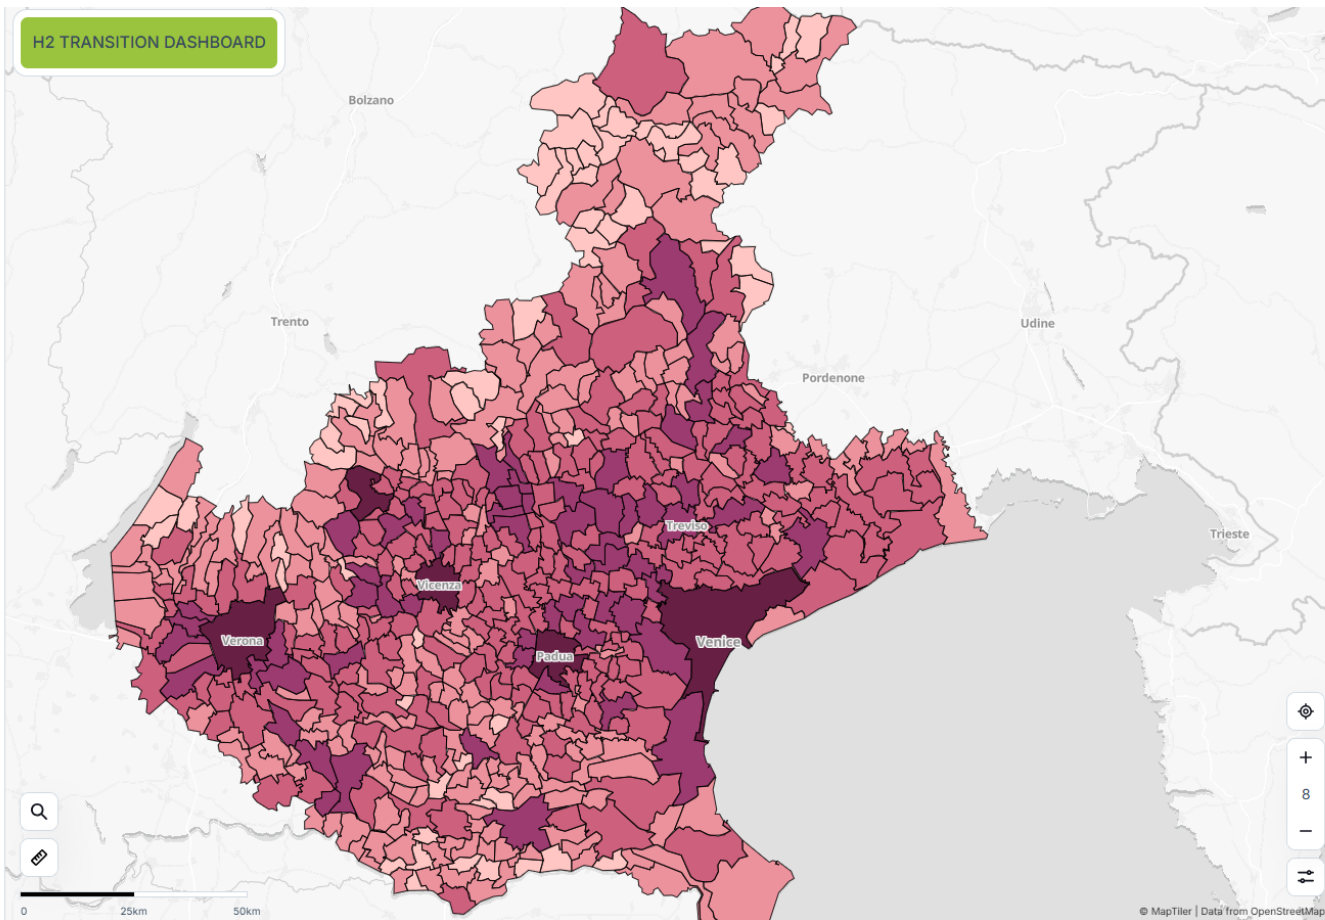 H2 TRANSITION DASHBOARD
Bolzano
Trento
Udine
Pordenone
Treviso
Trieste
Vicenza
Verona
Venice
Padua
8
0
25km
50km
© MapTiler | Data from OpenStreetMap